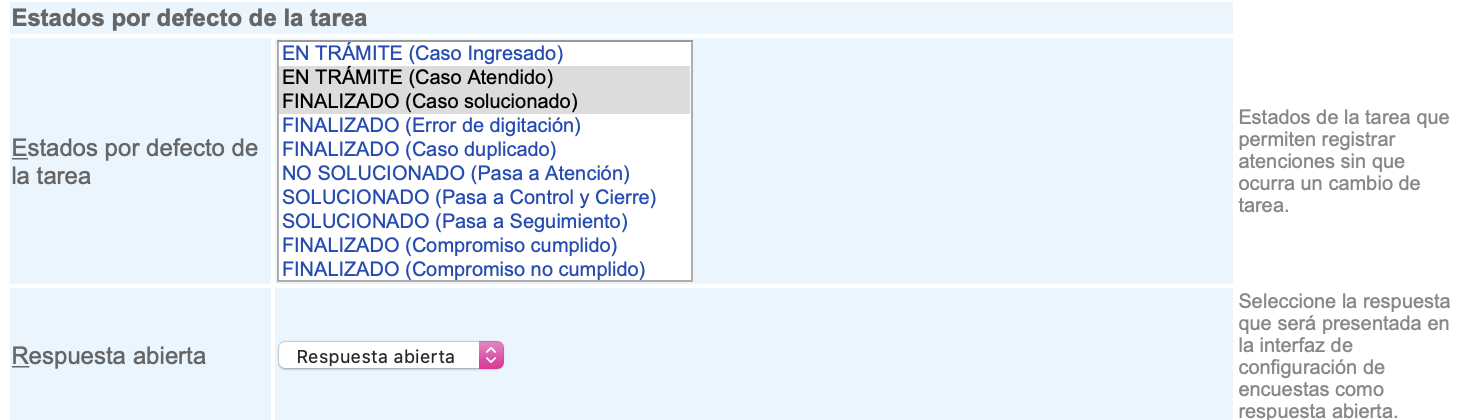 Estados por defecto de la tarea
Estados por defecto de
la tarea
EN TRÁMITE (Caso Ingresado)
EN TRÁMITE (Caso Atendido)
FINALIZADO (Caso solucionado)
FINALIZADO (Error de digitación)
FINALIZADO (Caso duplicado)
NO SOLUCIONADO (Pasa a Atención)
SOLUCIONADO (Pasa a Control y Cierre)
SOLUCIONADO (Pasa a Seguimiento)
FINALIZADO (Compromiso cumplido)
FINALIZADO (Compromiso no cumplido)
Estados de la tarea que
permiten registrar
atenciones sin que
ocurra un cambio de
tarea.
Respuesta abierta
Respuesta abierta
Seleccione la respuesta
que será presentada en
la interfaz de
configuración de
encuestas como
respuesta abierta.